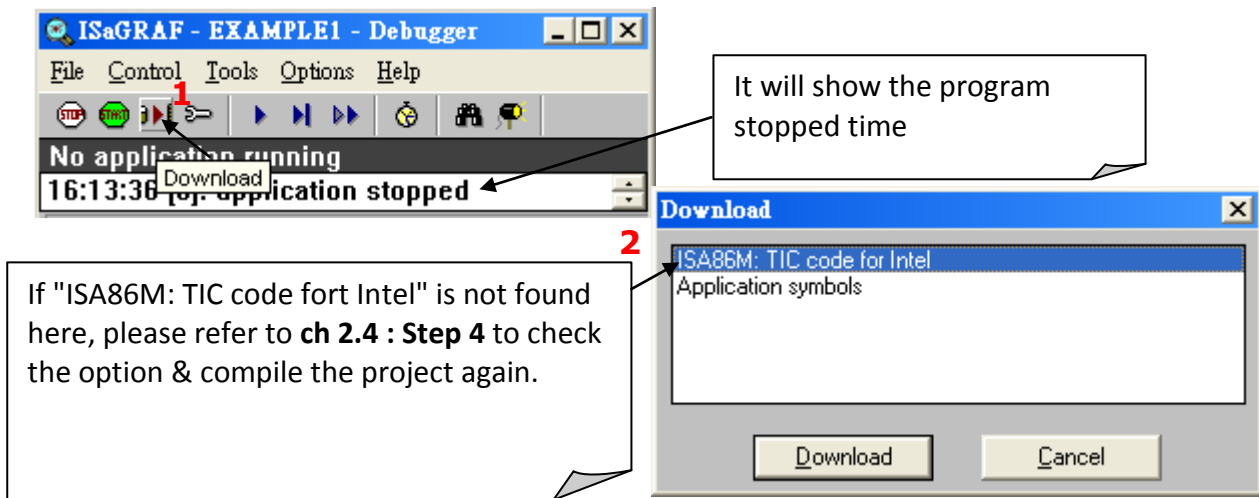 ISaGRAF - EXAMPLE1 - Debugger
File Control Tools Options Help
1
STOP START
No application running
Download
16:13:36 application stopped
It will show the program
stopped time
Download
2
ISA86M: TIC code for Intel
Application symbols
If "ISA86M: TIC code fort Intel" is not found
here, please refer to ch 2.4 : Step 4 to check
the option & compile the project again.
Download Cancel